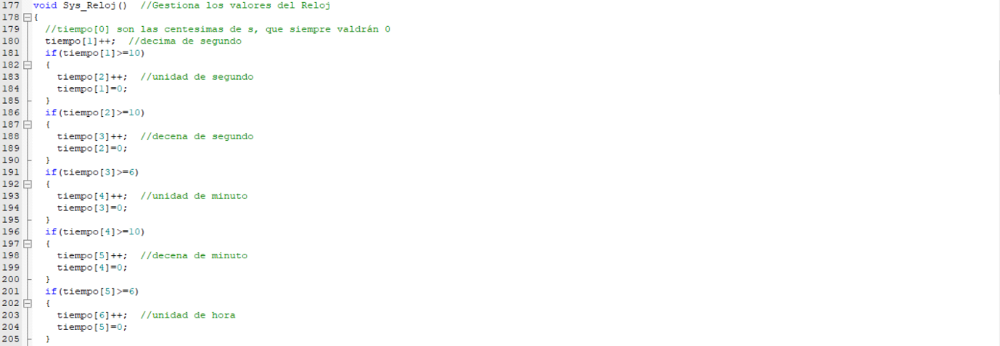 177 void Sys_Reloj()  //Gestiona los valores del Reloj
178 {
179   //tiempo[0] son las centesimas de s, que siempre valdrán 0
180   tiempo[1]++;  //decima de segundo
181   if(tiempo[1]>=10)
182   {
183     tiempo[2]++;  //unidad de segundo
184     tiempo[1]=0;
185   }
186   if(tiempo[2]>=10)
187   {
188     tiempo[3]++;  //decena de segundo
189     tiempo[2]=0;
190   }
191   if(tiempo[3]>=6)
192   {
193     tiempo[4]++;  //unidad de minuto
194     tiempo[3]=0;
195   }
196   if(tiempo[4]>=10)
197   {
198     tiempo[5]++;  //decena de minuto
199     tiempo[4]=0;
200   }
201   if(tiempo[5]>=6)
202   {
203     tiempo[6]++;  //unidad de hora
204     tiempo[5]=0;
205   }